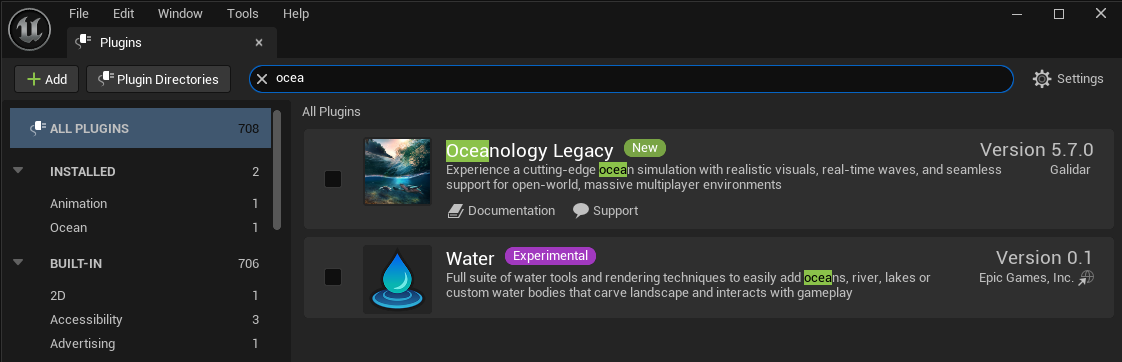 File Edit Window Tools Help
Plugins
Add Plugin Directories ocea Settings
ALL PLUGINS 708
INSTALLED 2
Animation 1
Ocean 1
BUILT-IN 706
2D 1
Accessibility 3
Advertising 1
All Plugins
Oceanology Legacy New Version 5.7.0
Experience a cutting-edge ocean simulation with realistic visuals, real-time waves, and seamless Galidar
support for open-world, massive multiplayer environments
Documentation Support
Water Experimental Version 0.1
Full suite of water tools and rendering techniques to easily add oceans, river, lakes or Epic Games, Inc.
custom water bodies that carve landscape and interacts with gameplay